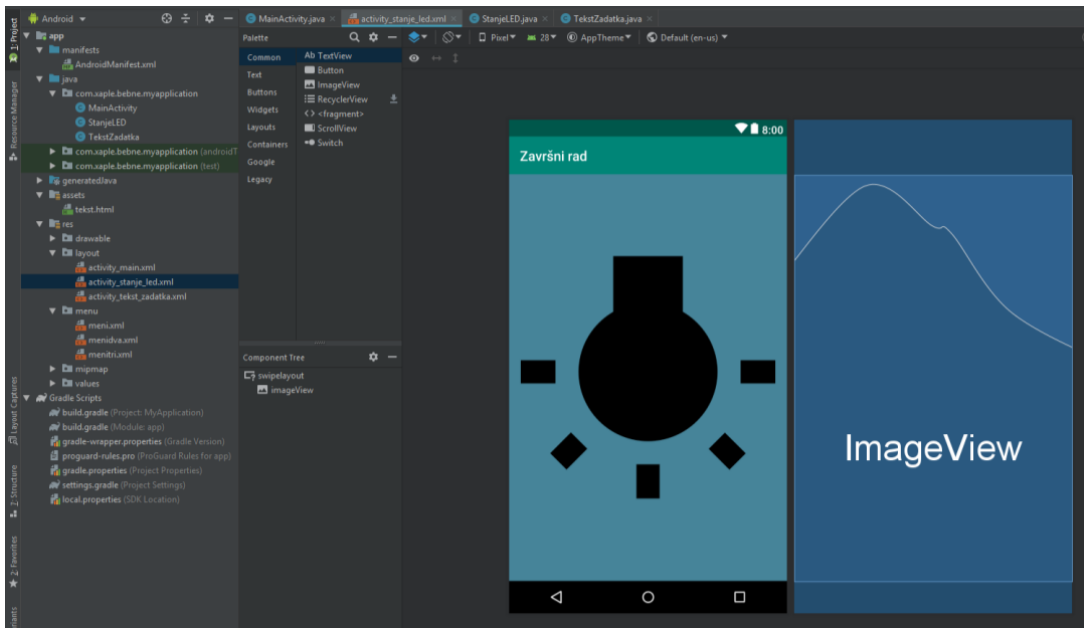 Android
MainActivity.java
activity_stanje_led.xml
StanjeLED.java
TekstZadatka.java
1: Project
Resource Manager
Layout Captures
Z: Structure
2: Favorites
app
manifests
AndroidManifest.xml
java
com.xaple.bebne.myapplication
MainActivity
StanjeLED
TekstZadatka
com.xaple.bebne.myapplication (androidT
com.xaple.bebne.myapplication (test)
generatedJava
assets
tekst.html
res
drawable
layout
activity_main.xml
activity_stanje_led.xml
activity_tekst_zadatka.xml
menu
meni.xml
menidva.xml
menitri.xml
mipmap
values
Gradle Scripts
build.gradle (Project: MyApplication)
build.gradle (Module: app)
gradle-wrapper.properties (Gradle Version)
proguard-rules.pro (ProGuard Rules for app)
gradle.properties (Project Properties)
settings.gradle (Project Settings)
local.properties (SDK Location)
Palette
Common
Text
Buttons
Widgets
Layouts
Containers
Google
Legacy
Ab TextView
Button
ImageView
RecyclerView
<> <fragment>
ScrollView
Switch
Component Tree
swipelayout
imageView
Pixel
28
AppTheme
Default (en-us)
8:00
Završni rad
ImageView